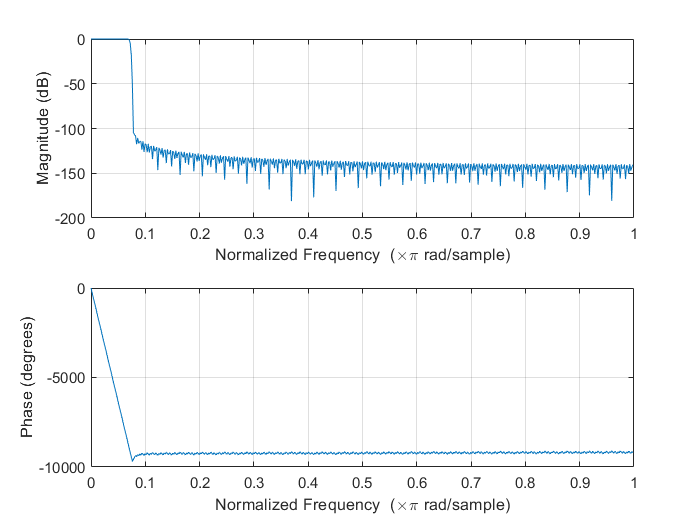 0
-50
-100
-150
-200
Magnitude (dB)
0 0.1 0.2 0.3 0.4 0.5 0.6 0.7 0.8 0.9 1
Normalized Frequency (×π rad/sample)
0
-5000
-10000
Phase (degrees)
0 0.1 0.2 0.3 0.4 0.5 0.6 0.7 0.8 0.9 1
Normalized Frequency (×π rad/sample)